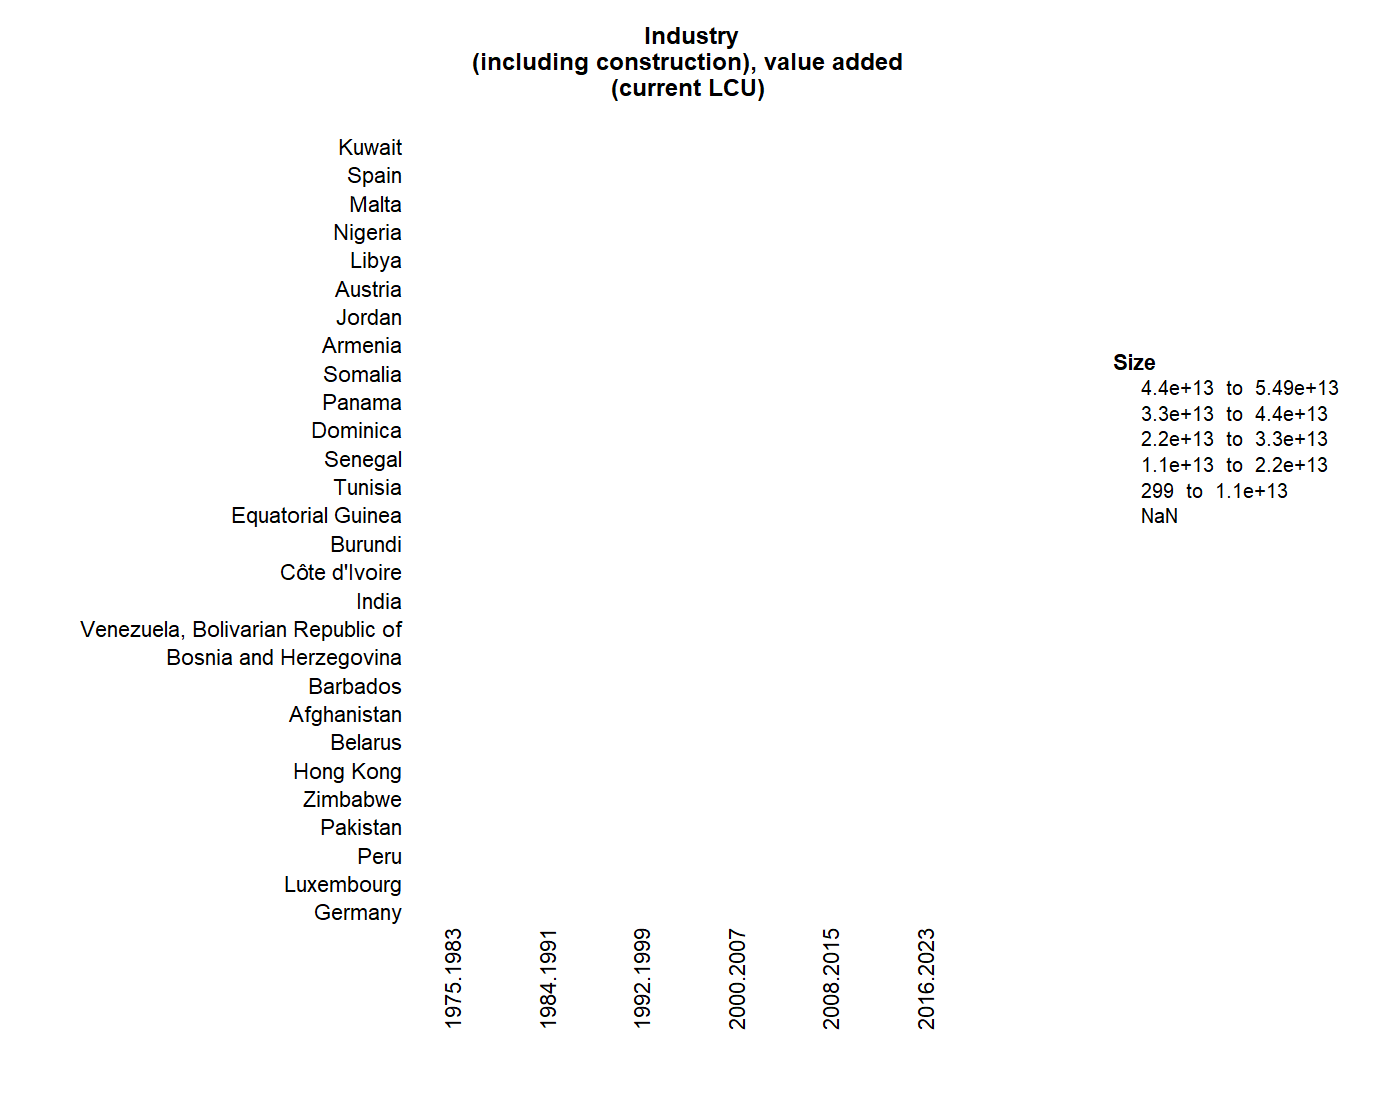 Industry
(including construction), value added
(current LCU)
Kuwait
Spain
Malta
Nigeria
Libya
Austria
Jordan
Armenia
Somalia
Panama
Dominica
Senegal
Tunisia
Equatorial Guinea
Burundi
Côte d'Ivoire
India
Venezuela, Bolivarian Republic of
Bosnia and Herzegovina
Barbados
Afghanistan
Belarus
Hong Kong
Zimbabwe
Pakistan
Peru
Luxembourg
Germany
1975.1983
1984.1991
1992.1999
2000.2007
2008.2015
2016.2023
Size
4.4e+13 to 5.49e+13
3.3e+13 to 4.4e+13
2.2e+13 to 3.3e+13
1.1e+13 to 2.2e+13
299 to 1.1e+13
NaN